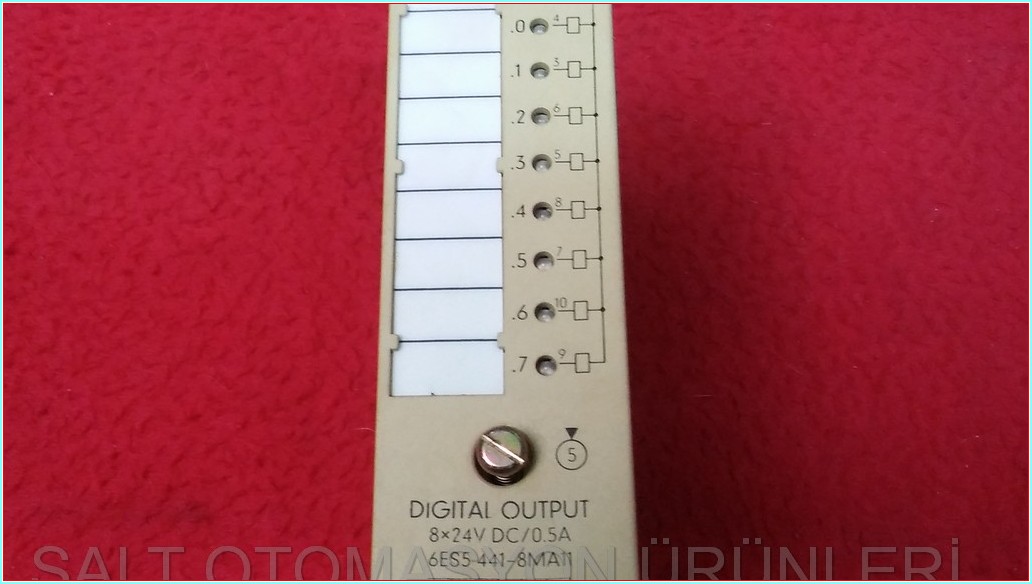 .0 4
.1 3
.2 6
.3 5
.4 8
.5 7
.6 10
.7 9
5
DIGITAL OUTPUT
8×24V DC/0.5A
6ES5 441-8MA11
SALT OTOMASYON ÜRÜNLERİ